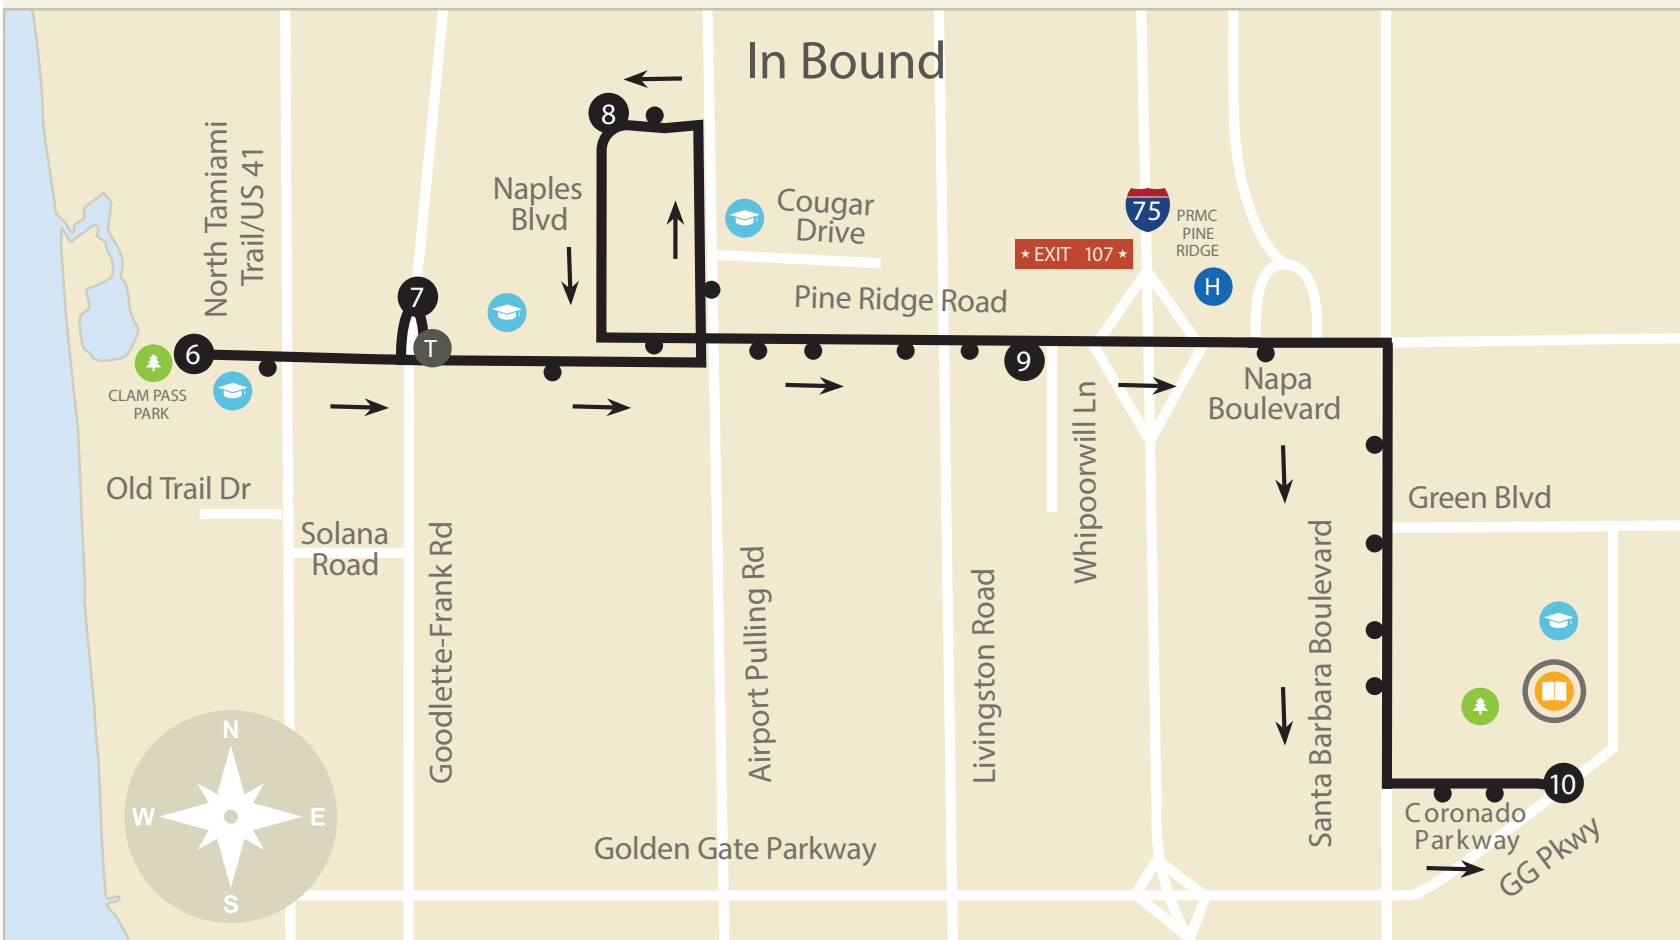 In Bound
8
North Tamiami
Trail/US 41
Naples
Blvd
Cougar
Drive
75
PRMC
PINE
RIDGE
EXIT 107
H
7
Pine Ridge Road
T
6
9
CLAM PASS
PARK
Napa
Boulevard
Old Trail Dr
Green Blvd
Solana
Road
Goodlette-Frank Rd
Airport Pulling Rd
Livingston Road
Whipoorwill Ln
Santa Barbara Boulevard
N
W
E
S
10
Coronado
Parkway
GG Pkwy
Golden Gate Parkway